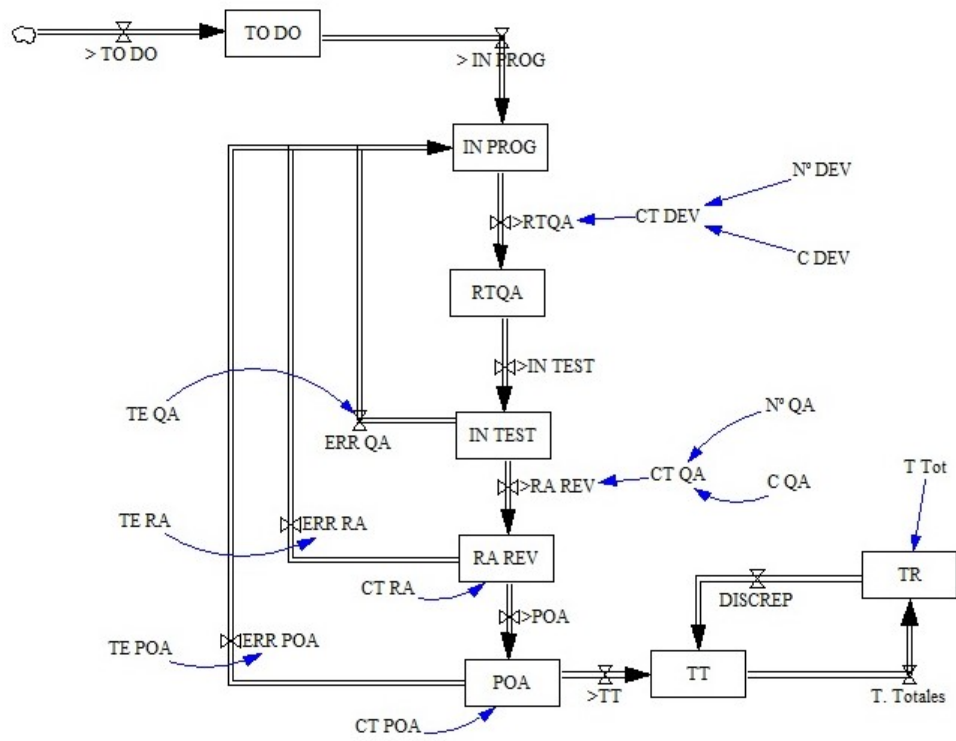 TO DO
> TO DO
> IN PROG
IN PROG
Nº DEV
>RTQA
CT DEV
C DEV
RTQA
>IN TEST
TE QA
ERR QA
IN TEST
Nº QA
>RA REV
CT QA
C QA
T Tot
TE RA
ERR RA
RA REV
TR
CT RA
DISCREP
>POA
TE POA
ERR POA
POA
>TT
TT
T. Totales
CT POA